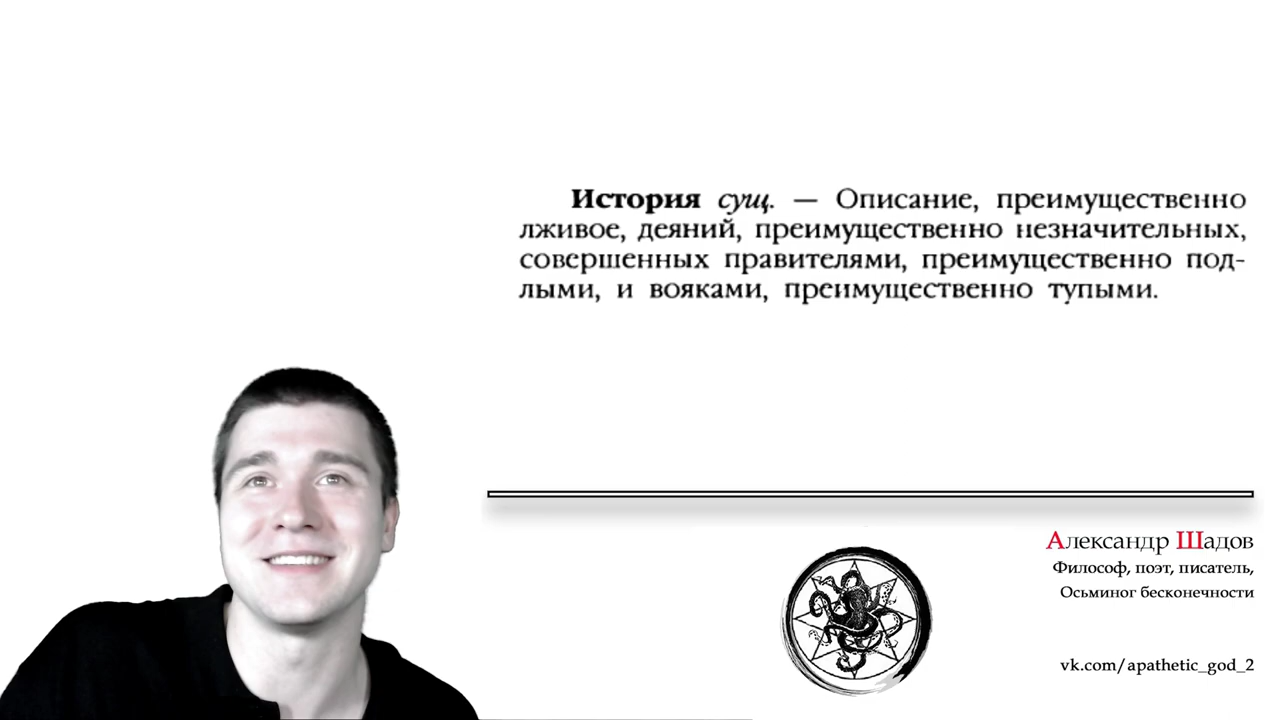 История сущ. — Описание, преимущественно
лживое, деяний, преимущественно незначительных,
совершенных правителями, преимущественно под-
лыми, и вояками, преимущественно тупыми.
Александр Шадов
Философ, поэт, писатель,
Осьминог бесконечности
vk.com/apathetic_god_2